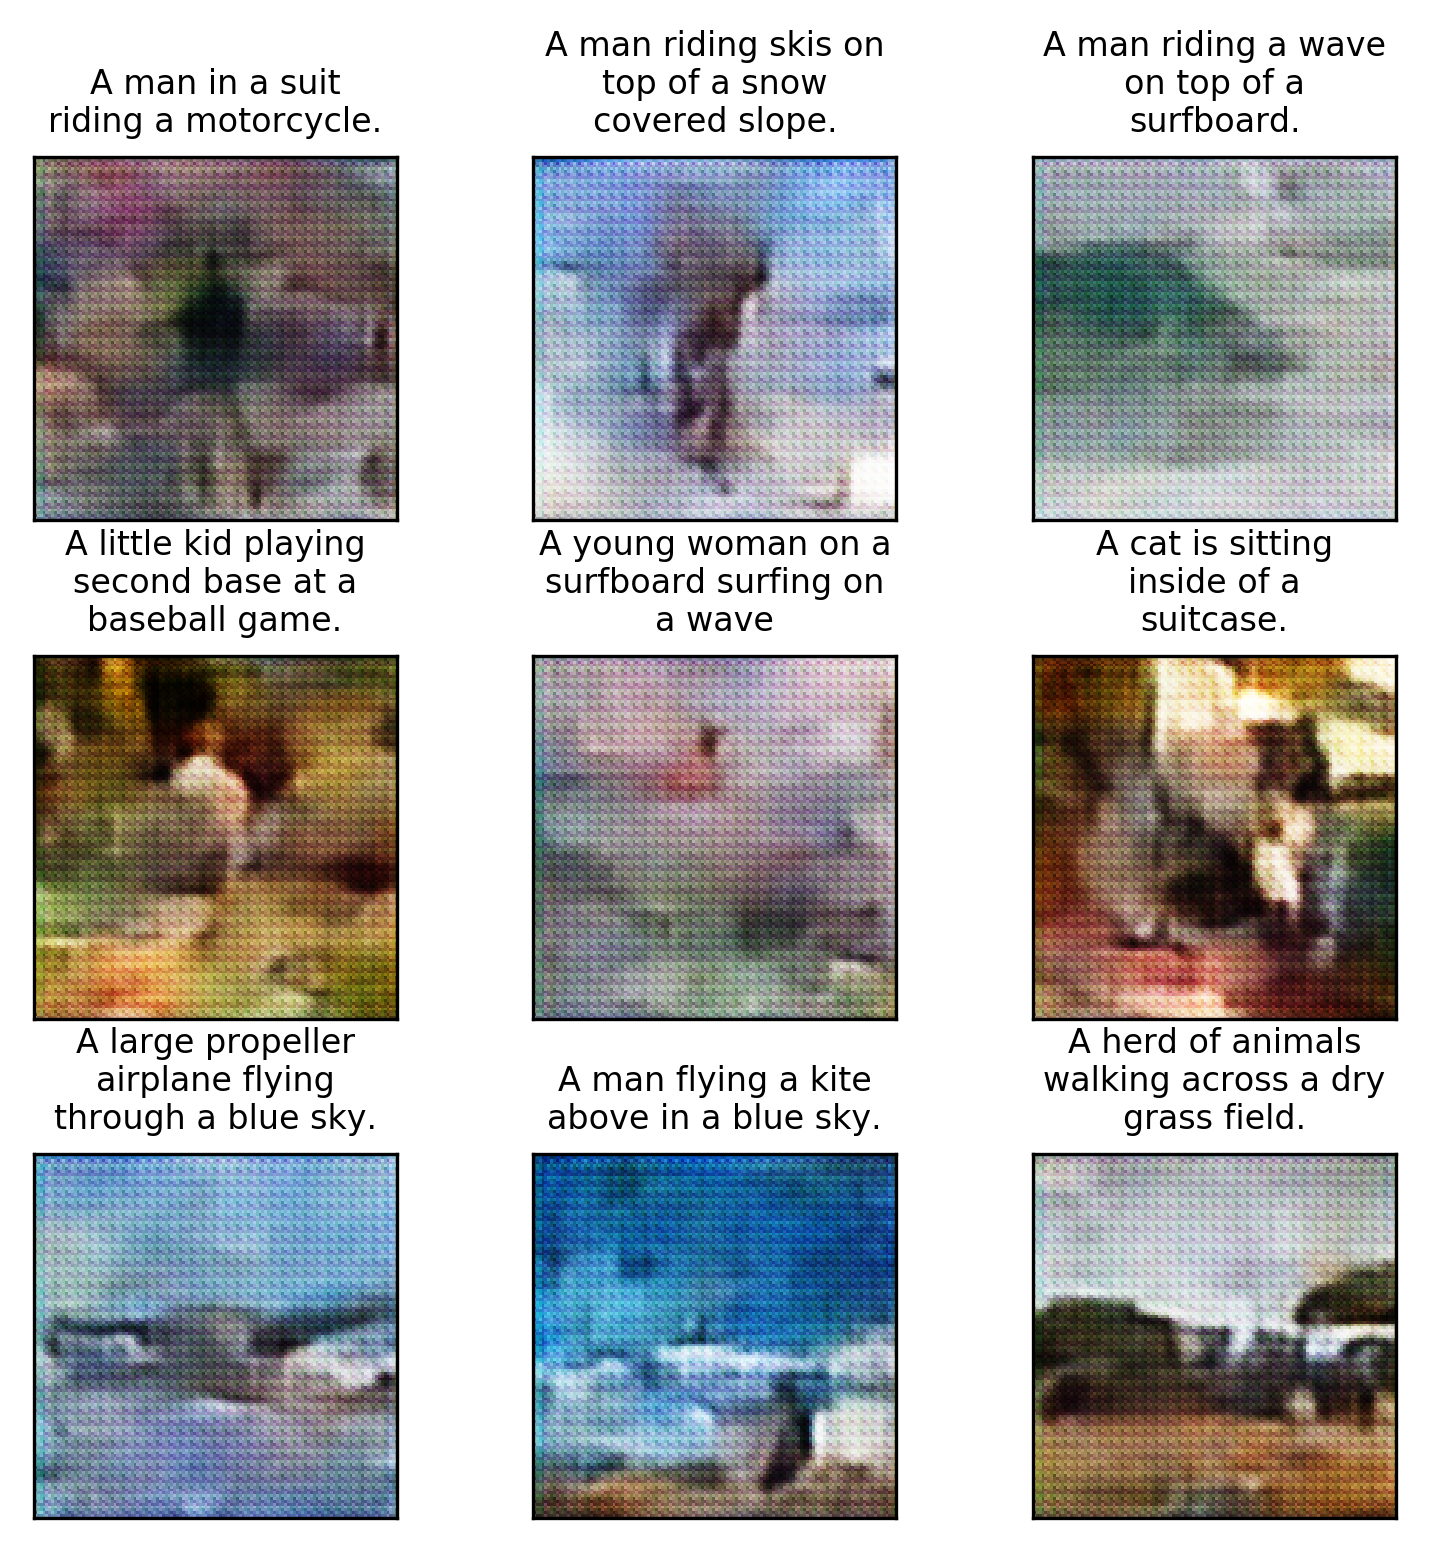 A man in a suit
riding a motorcycle.
A man riding skis on
top of a snow
covered slope.
A man riding a wave
on top of a
surfboard.
A little kid playing
second base at a
baseball game.
A young woman on a
surfboard surfing on
a wave
A cat is sitting
inside of a
suitcase.
A large propeller
airplane flying
through a blue sky.
A man flying a kite
above in a blue sky.
A herd of animals
walking across a dry
grass field.